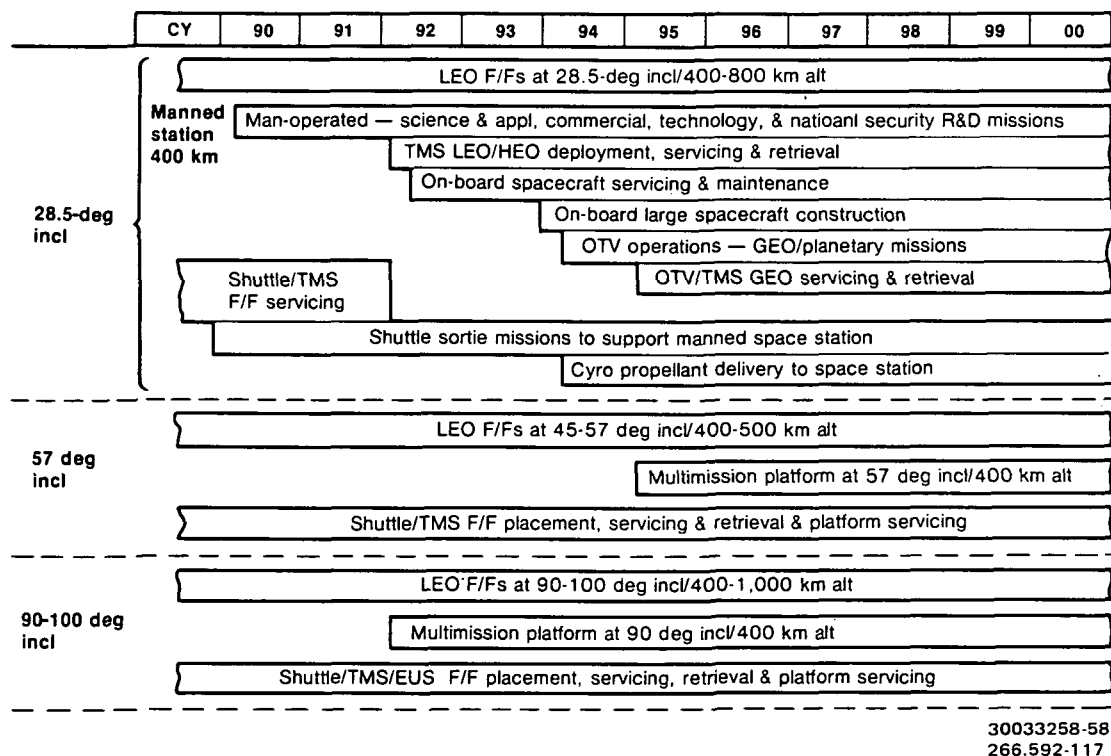 CY 90 91 92 93 94 95 96 97 98 99 00
LEO F/Fs at 28.5-deg incl/400-800 km alt
Manned
station
400 km
Man-operated — science & appl, commercial, technology, & natioanl security R&D missions
TMS LEO/HEO deployment, servicing & retrieval
On-board spacecraft servicing & maintenance
28.5-deg
incl
On-board large spacecraft construction
OTV operations — GEO/planetary missions
Shuttle/TMS
F/F servicing
OTV/TMS GEO servicing & retrieval
Shuttle sortie missions to support manned space station
Cyro propellant delivery to space station
LEO F/Fs at 45-57 deg incl/400-500 km alt
57 deg
incl
Multimission platform at 57 deg incl/400 km alt
Shuttle/TMS F/F placement, servicing & retrieval & platform servicing
LEO F/Fs at 90-100 deg incl/400-1,000 km alt
90-100 deg
incl
Multimission platform at 90 deg incl/400 km alt
Shuttle/TMS/EUS F/F placement, servicing, retrieval & platform servicing
30033258-58
266.592-117